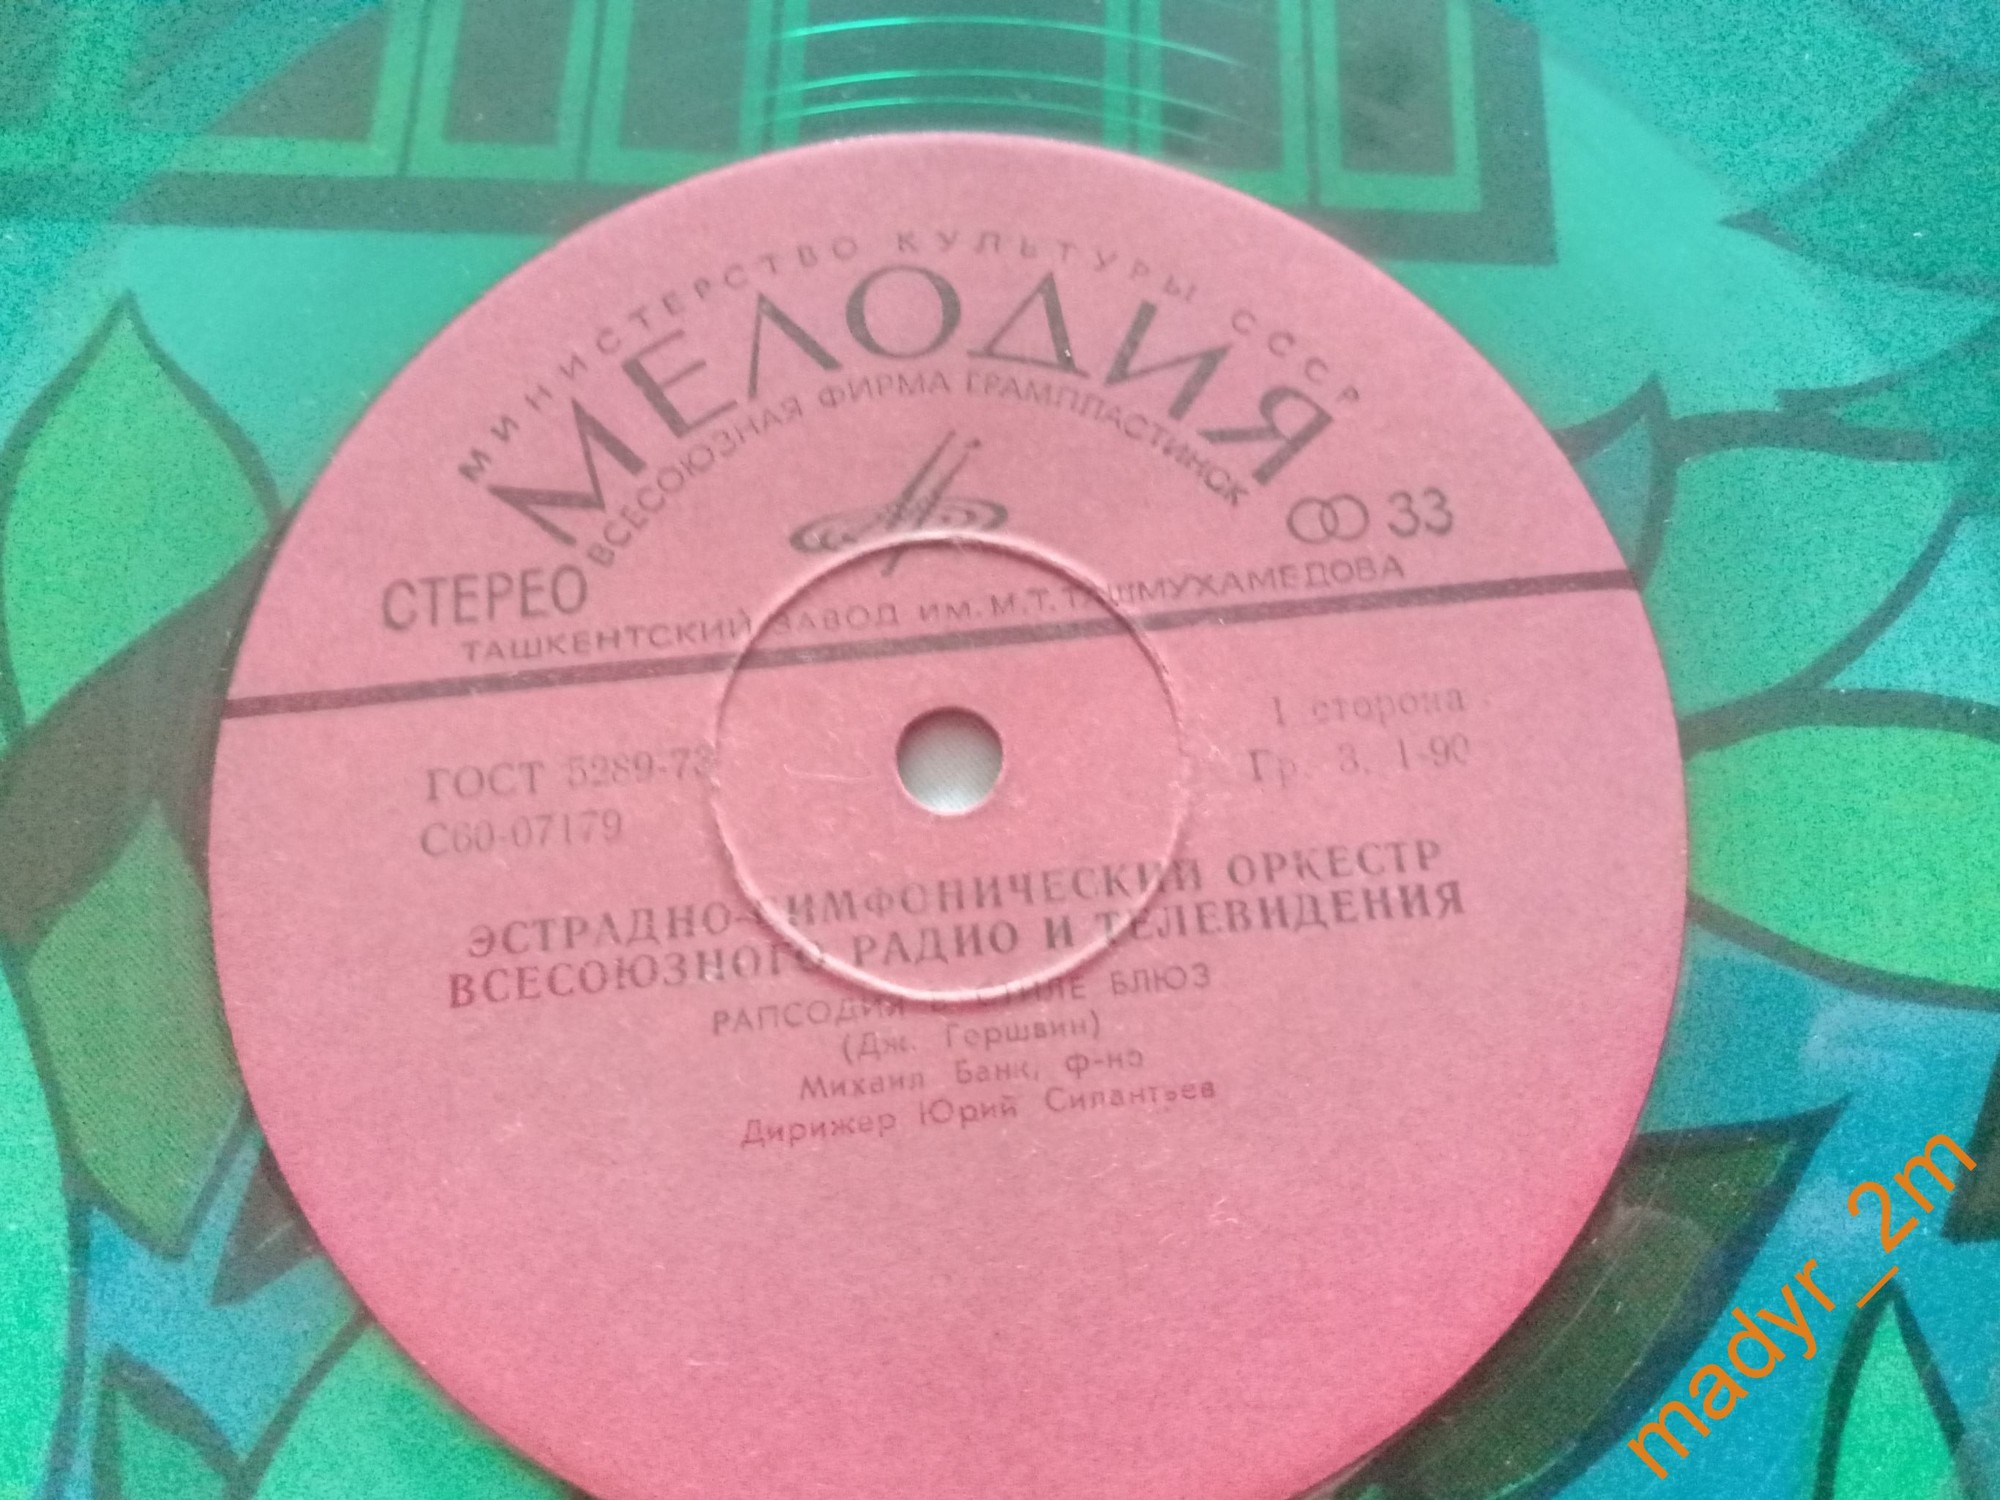 МИНИСТЕРСТВО КУЛЬТУРЫ СССР
МЕЛОДИЯ
ВСЕСОЮЗНАЯ ФИРМА ГРАМПЛАСТИНОК
СТЕРЕО
33
ТАШКЕНТСКИЙ ЗАВОД ИМ. М.Т. ТАШМУХАМЕДОВА
ГОСТ 5289-73
1 сторона
С60-07179
Гр. 3. 1-90
ЭСТРАДНО-СИМФОНИЧЕСКИЙ ОРКЕСТР
ВСЕСОЮЗНОГО РАДИО И ТЕЛЕВИДЕНИЯ
РАПСОДИЯ В СТИЛЕ БЛЮЗ
(Дж. Гершвин)
Михаил Банк, ф-но
Дирижер Юрий Силантьев
madyr_2m